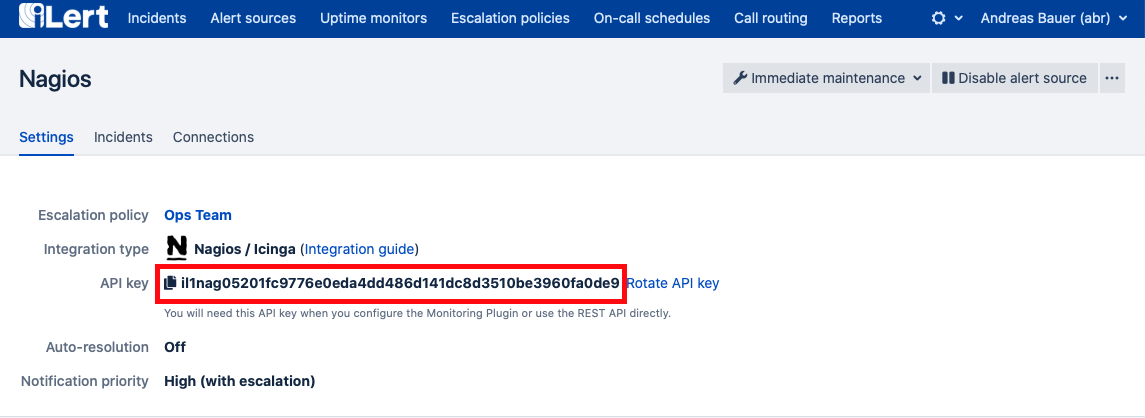 iLert Incidents Alert sources Uptime monitors Escalation policies On-call schedules Call routing Reports Andreas Bauer (abr)
Nagios Immediate maintenance Disable alert source
Settings Incidents Connections
Escalation policy Ops Team
Integration type N Nagios / Icinga (Integration guide)
API key il1nag05201fc9776e0eda4dd486d141dc8d3510be3960fa0de9 Rotate API key
You will need this API key when you configure the Monitoring Plugin or use the REST API directly.
Auto-resolution Off
Notification priority High (with escalation)